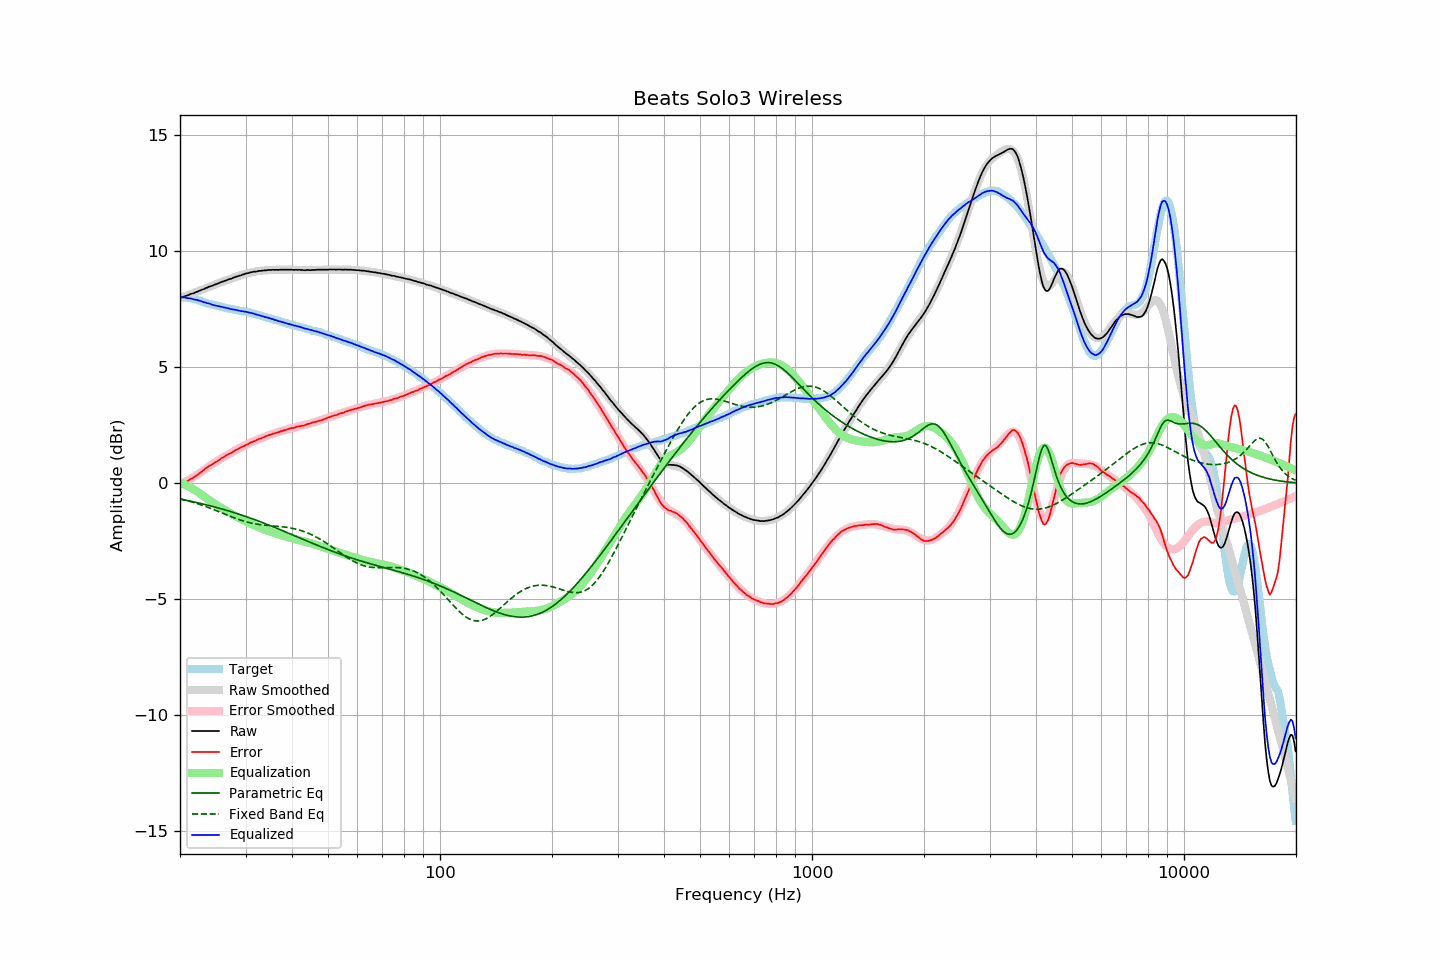 Beats Solo3 Wireless
15
10
5
0
−5
−10
−15
Amplitude (dBr)
Target
Raw Smoothed
Error Smoothed
Raw
Error
Equalization
Parametric Eq
Fixed Band Eq
Equalized
100
1000
10000
Frequency (Hz)